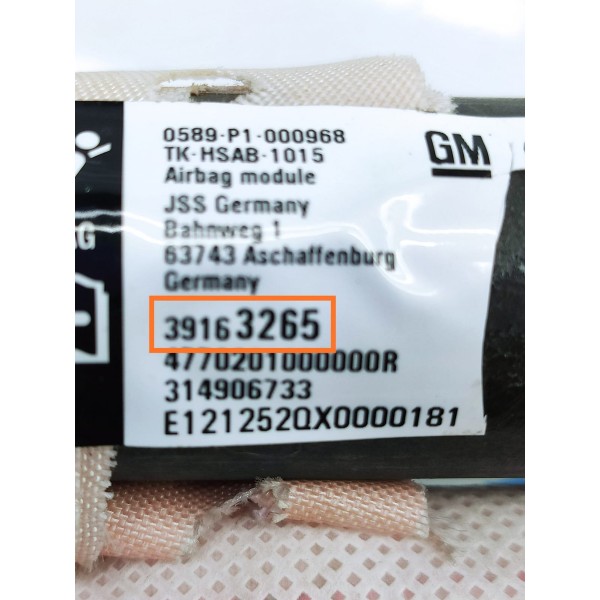 0589-P1-000968
TK-HSAB-1015
Airbag module
GM
JSS Germany
Bahnweg 1
63743 Aschaffenburg
Germany
39163265
4770201000000R
314906733
E121252QX0000181